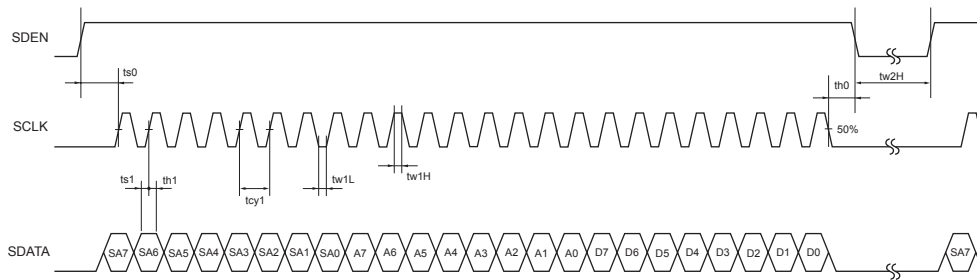 SDEN
ts0
th0
tw2H
SCLK
50%
ts1 th1
tcy1
tw1L
tw1H
SDATA SA7 SA6 SA5 SA4 SA3 SA2 SA1 SA0 A7 A6 A5 A4 A3 A2 A1 A0 D7 D6 D5 D4 D3 D2 D1 D0 SA7